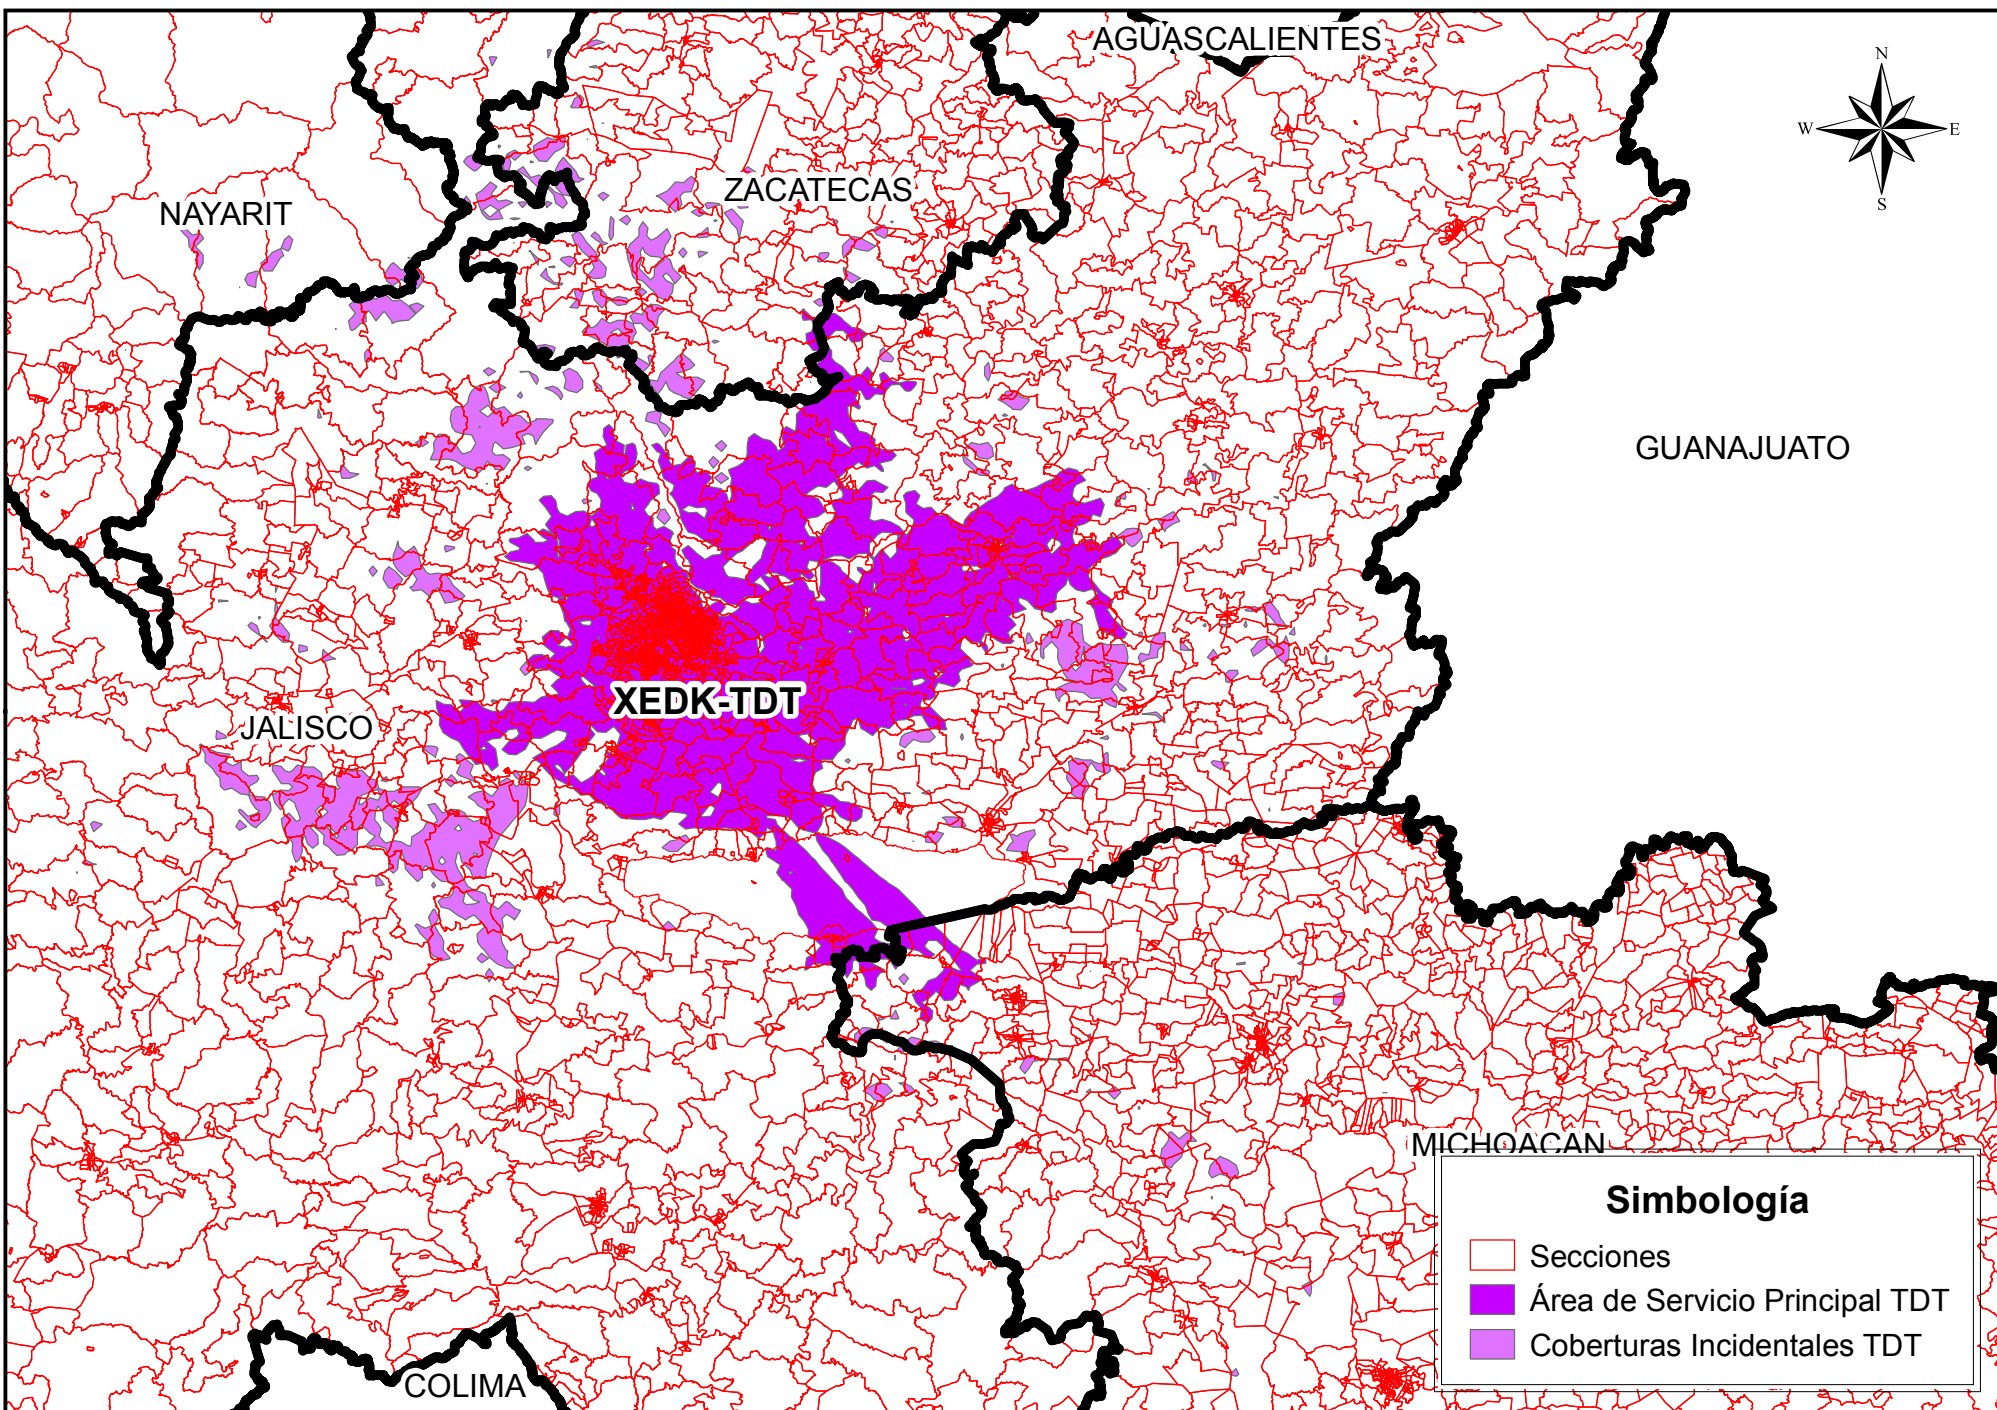 AGUASCALIENTES
N
W E
S
ZACATECAS
NAYARIT
GUANAJUATO
XEDK-TDT
JALISCO
MICHOACAN
Simbología
Secciones
Área de Servicio Principal TDT
Coberturas Incidentales TDT
COLIMA